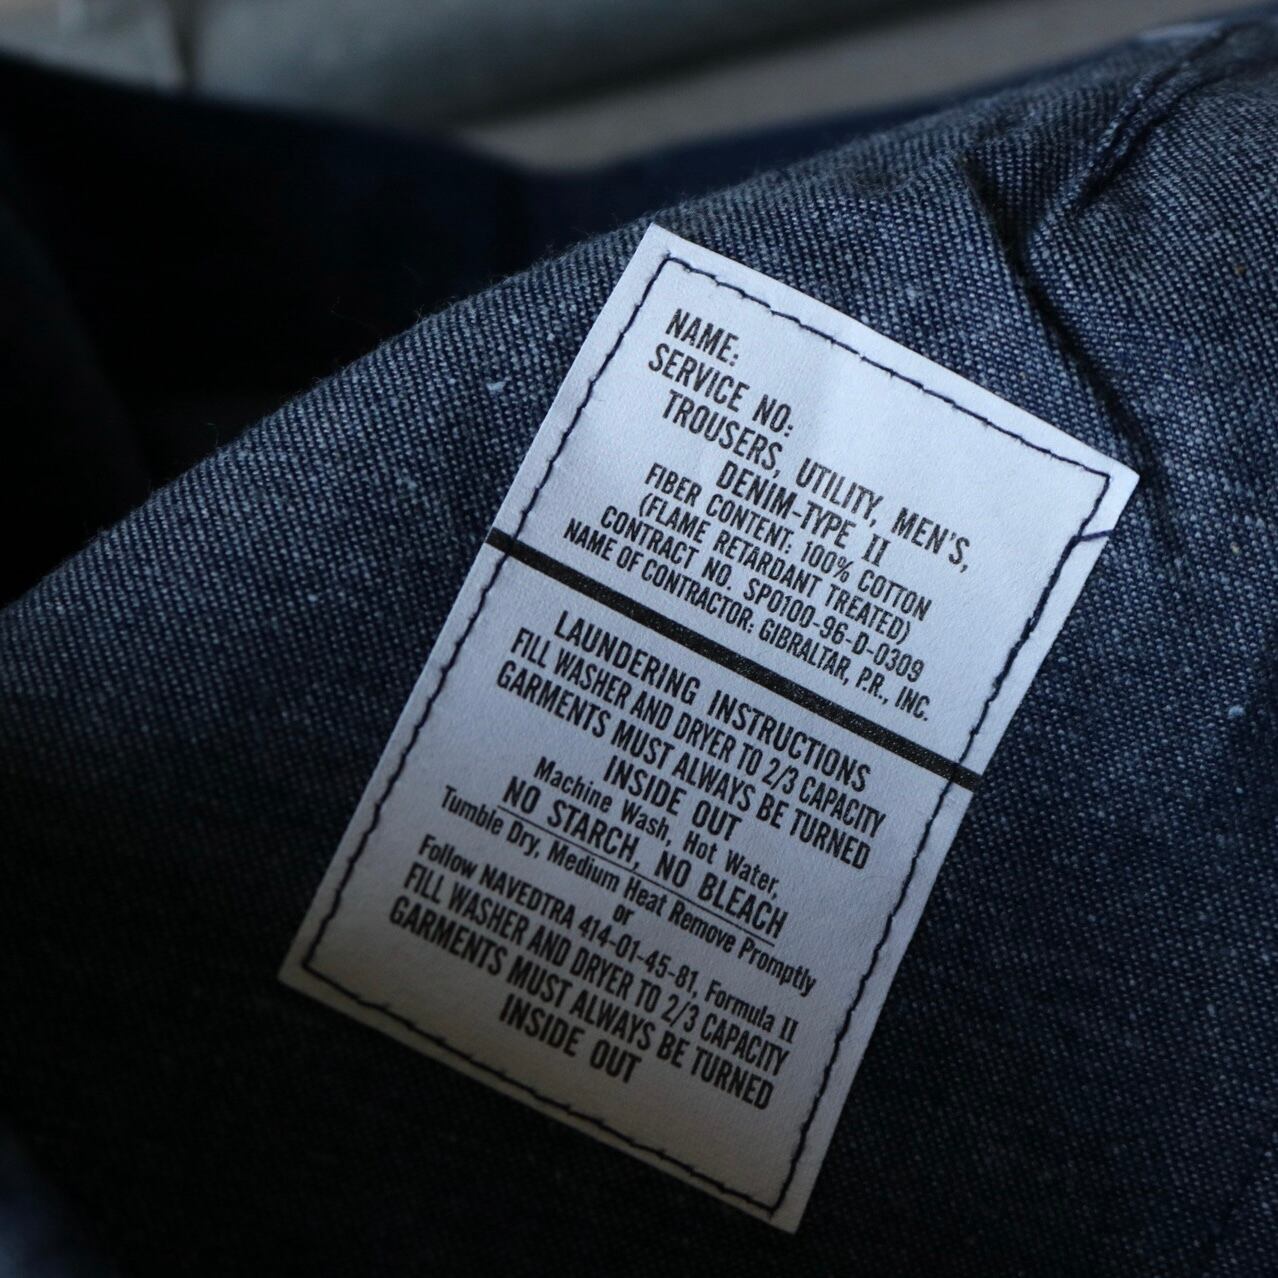 NAME:
SERVICE NO:
TROUSERS, UTILITY, MEN'S,
DENIM-TYPE II
FIBER CONTENT: 100% COTTON
(FLAME RETARDANT TREATED)
CONTRACT NO. SP0100-96-D-0309
NAME OF CONTRACTOR: GIBRALTAR, P.R., INC.
LAUNDERING INSTRUCTIONS
FILL WASHER AND DRYER TO 2/3 CAPACITY
GARMENTS MUST ALWAYS BE TURNED
INSIDE OUT
Machine Wash, Hot Water,
NO STARCH, NO BLEACH
Tumble Dry, Medium Heat Remove Promptly
or
Follow NAVEDTRA 414-01-45-81, Formula II
FILL WASHER AND DRYER TO 2/3 CAPACITY
GARMENTS MUST ALWAYS BE TURNED
INSIDE OUT